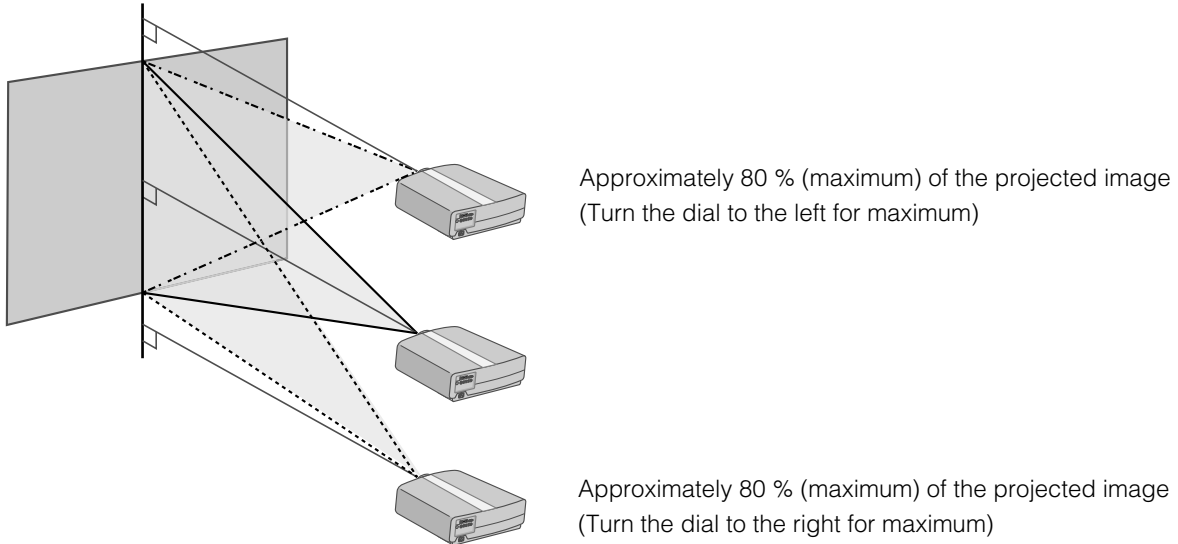 Approximately 80 % (maximum) of the projected image
(Turn the dial to the left for maximum)
Approximately 80 % (maximum) of the projected image
(Turn the dial to the right for maximum)